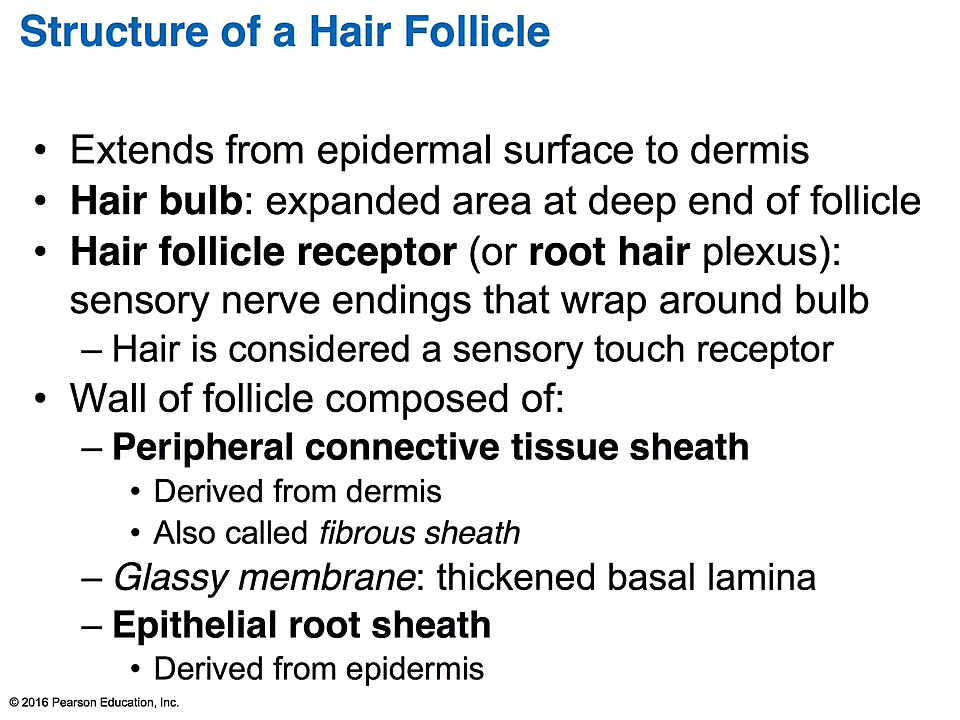 Structure of a Hair Follicle
• Extends from epidermal surface to dermis
• Hair bulb: expanded area at deep end of follicle
• Hair follicle receptor (or root hair plexus):
sensory nerve endings that wrap around bulb
– Hair is considered a sensory touch receptor
• Wall of follicle composed of:
– Peripheral connective tissue sheath
• Derived from dermis
• Also called fibrous sheath
– Glassy membrane: thickened basal lamina
– Epithelial root sheath
• Derived from epidermis
© 2016 Pearson Education, Inc.